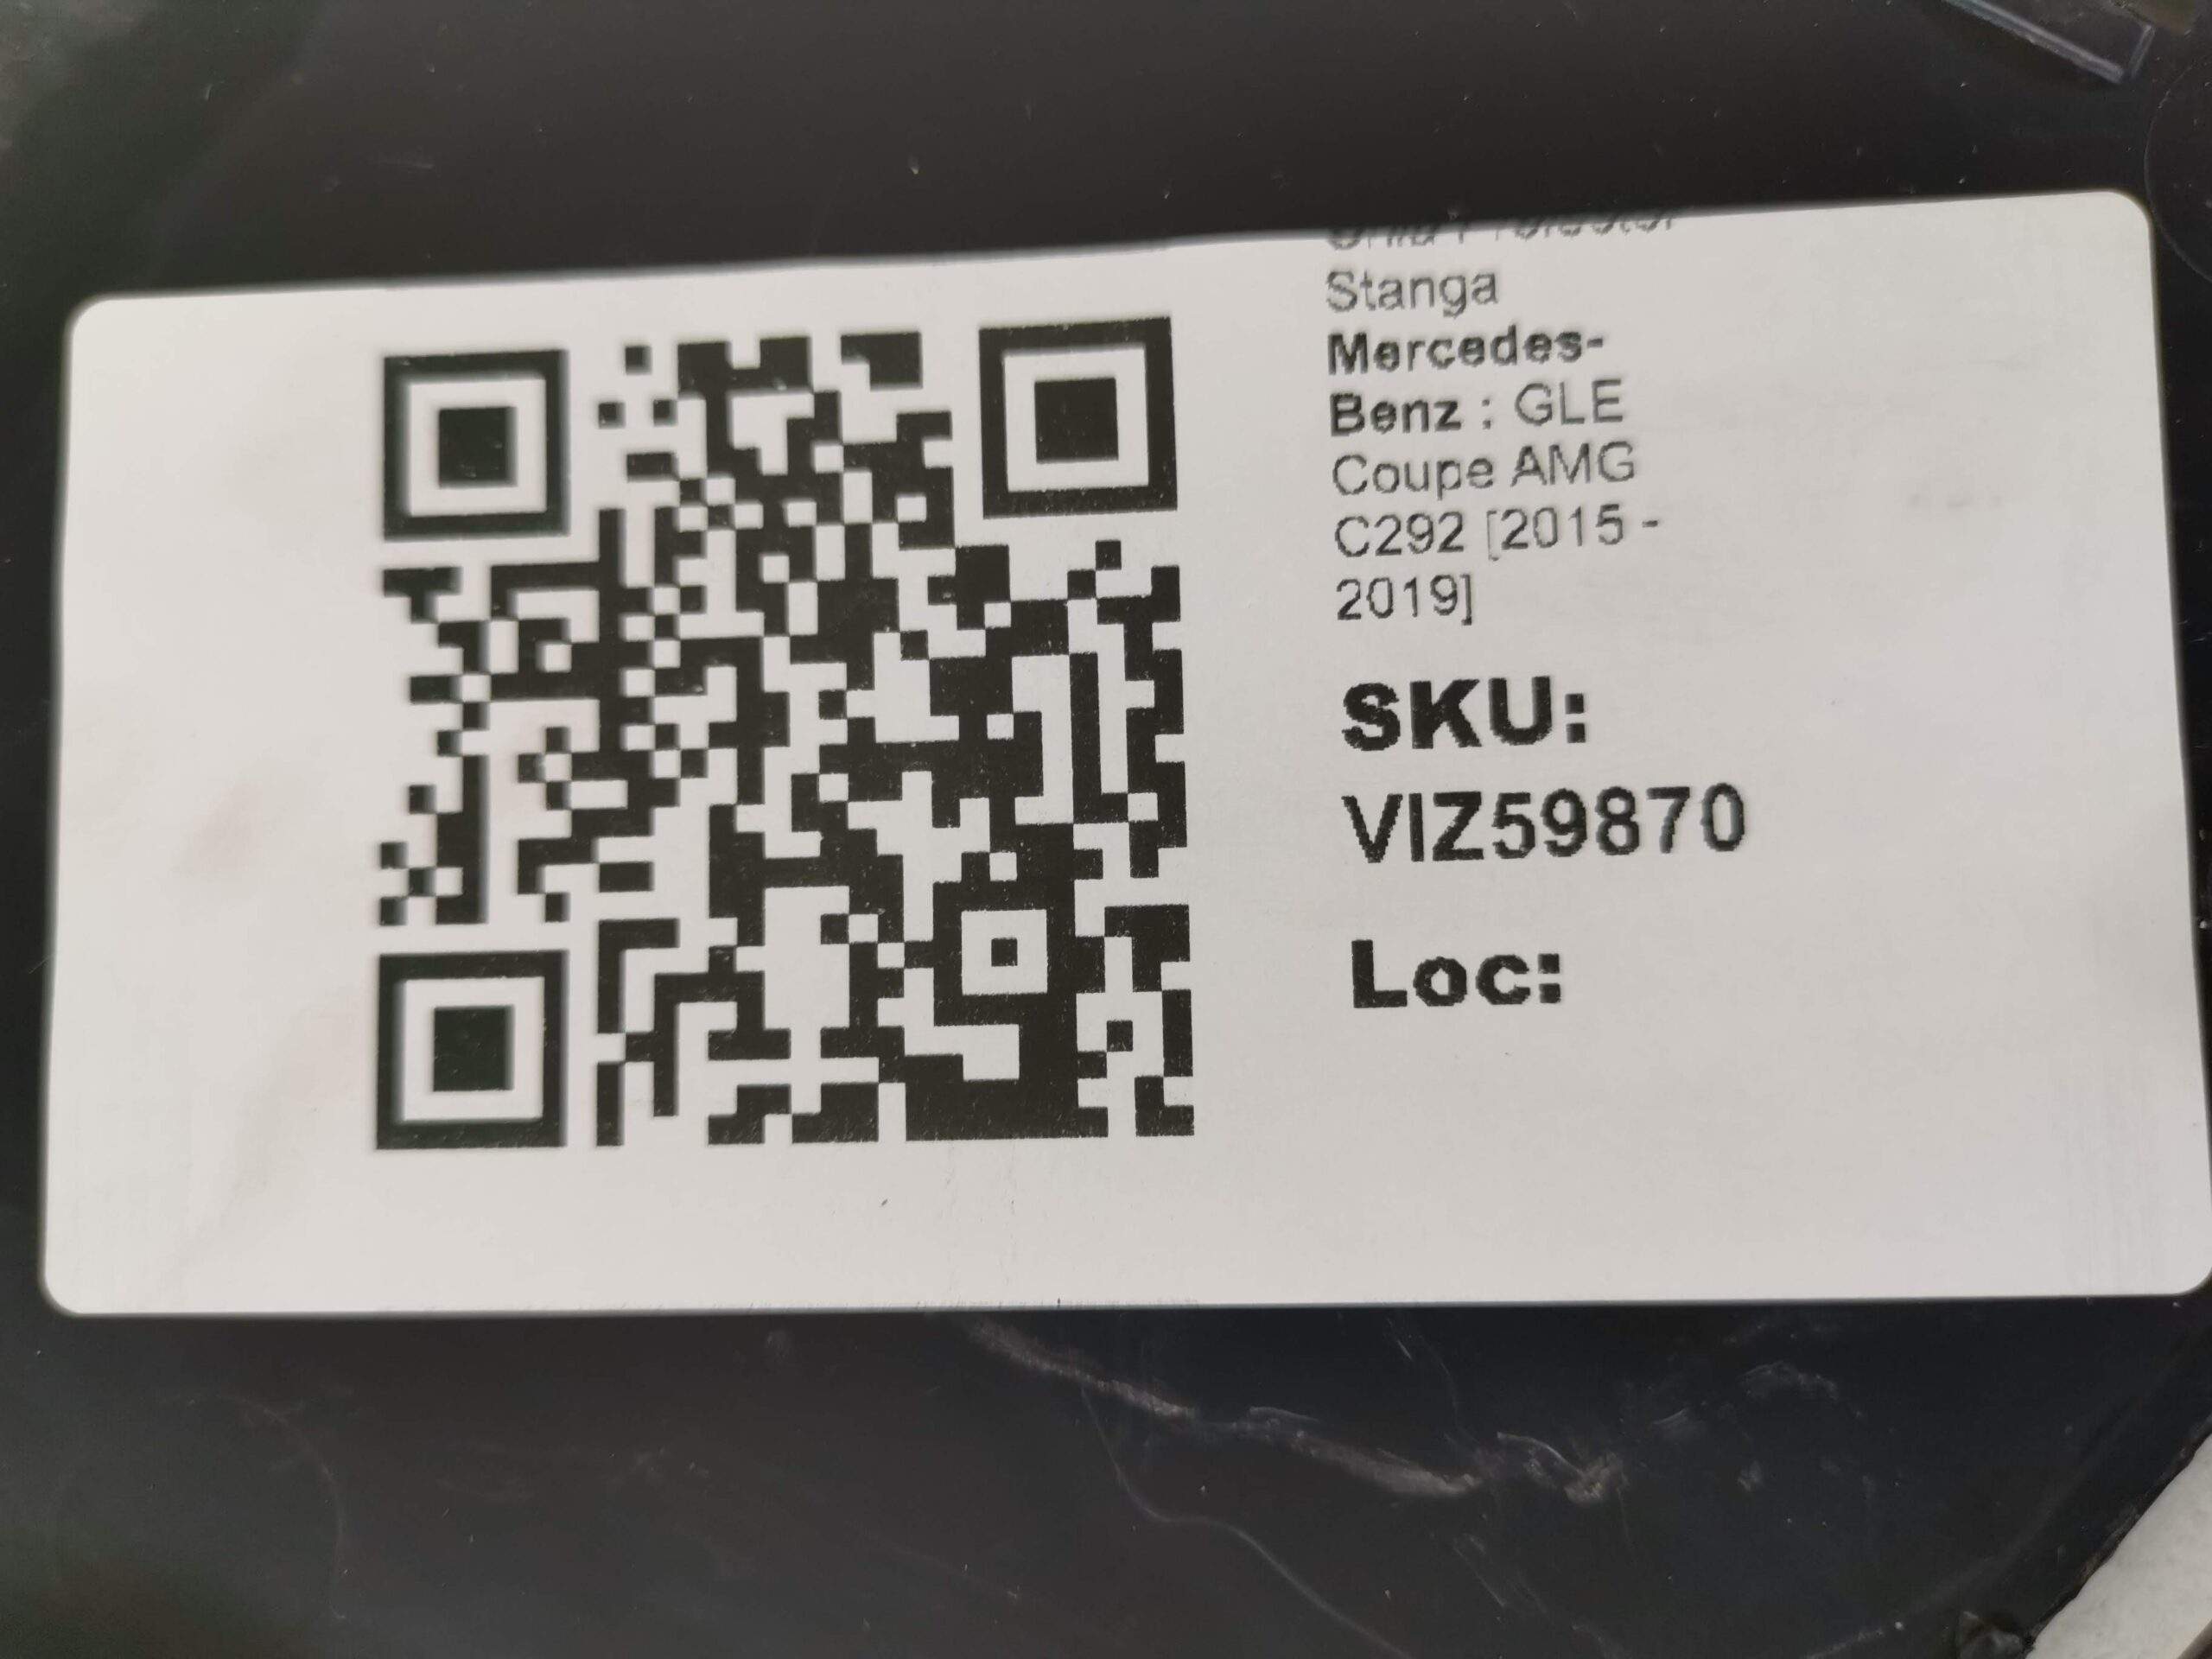 Stanga
Mercedes-
Benz : GLE
Coupe AMG
C292 [2015 -
2019]
SKU:
VIZ59870
Loc: